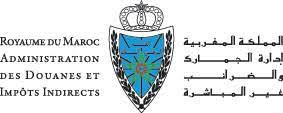 ROYAUME DU MAROC
ADMINISTRATION
DES DOUANES ET
IMPÔTS INDIRECTS
المملكة المغربية
إدارة الجمارك
والضرائب
غير المباشرة